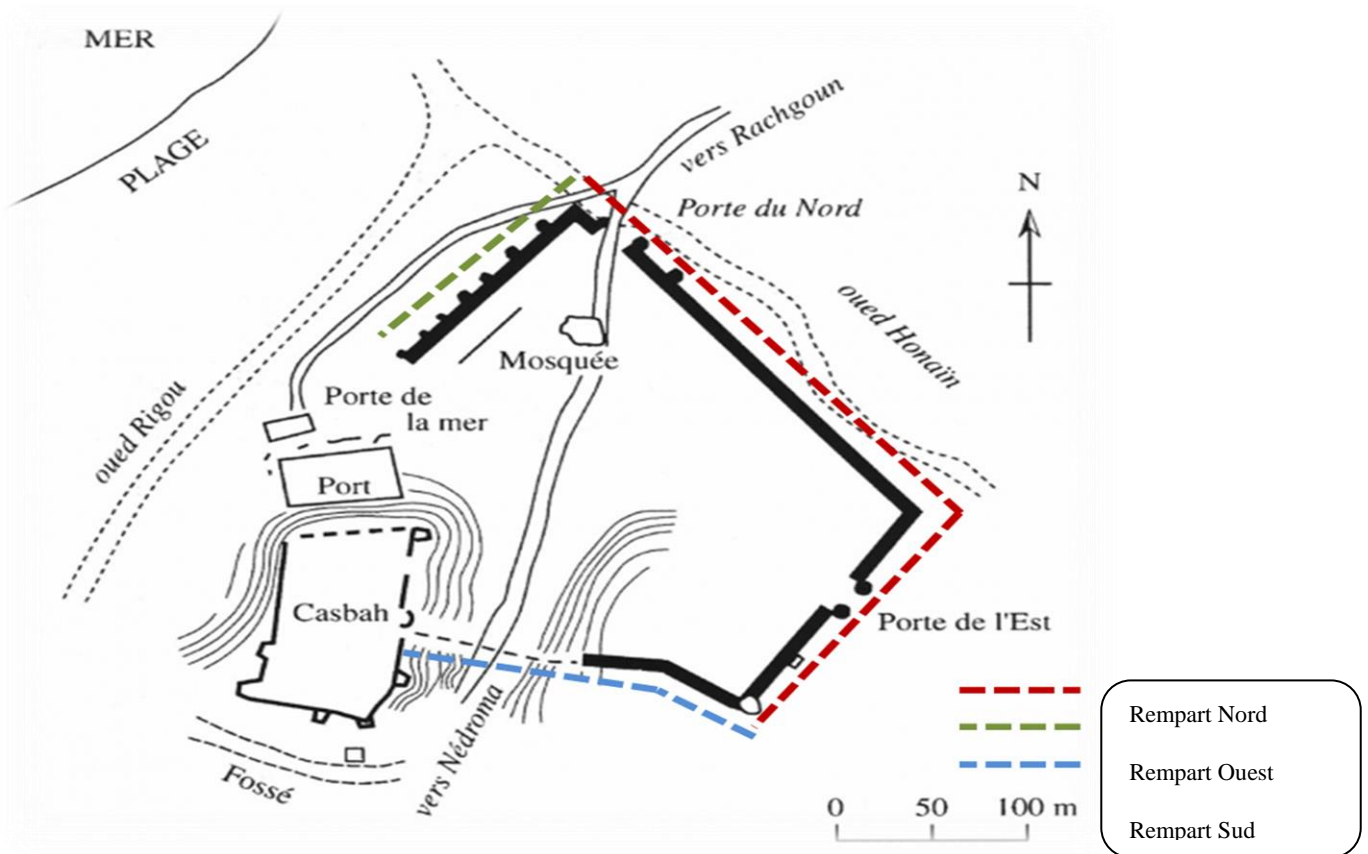 MER
PLAGE
vers Rachgoun
N
Porte du Nord
oued Honaïn
Mosquée
Porte de
la mer
oued Rigou
Port
Casbah
Porte de l'Est
vers Nédroma
Fossé
0 50 100 m
Rempart Nord
Rempart Ouest
Rempart Sud